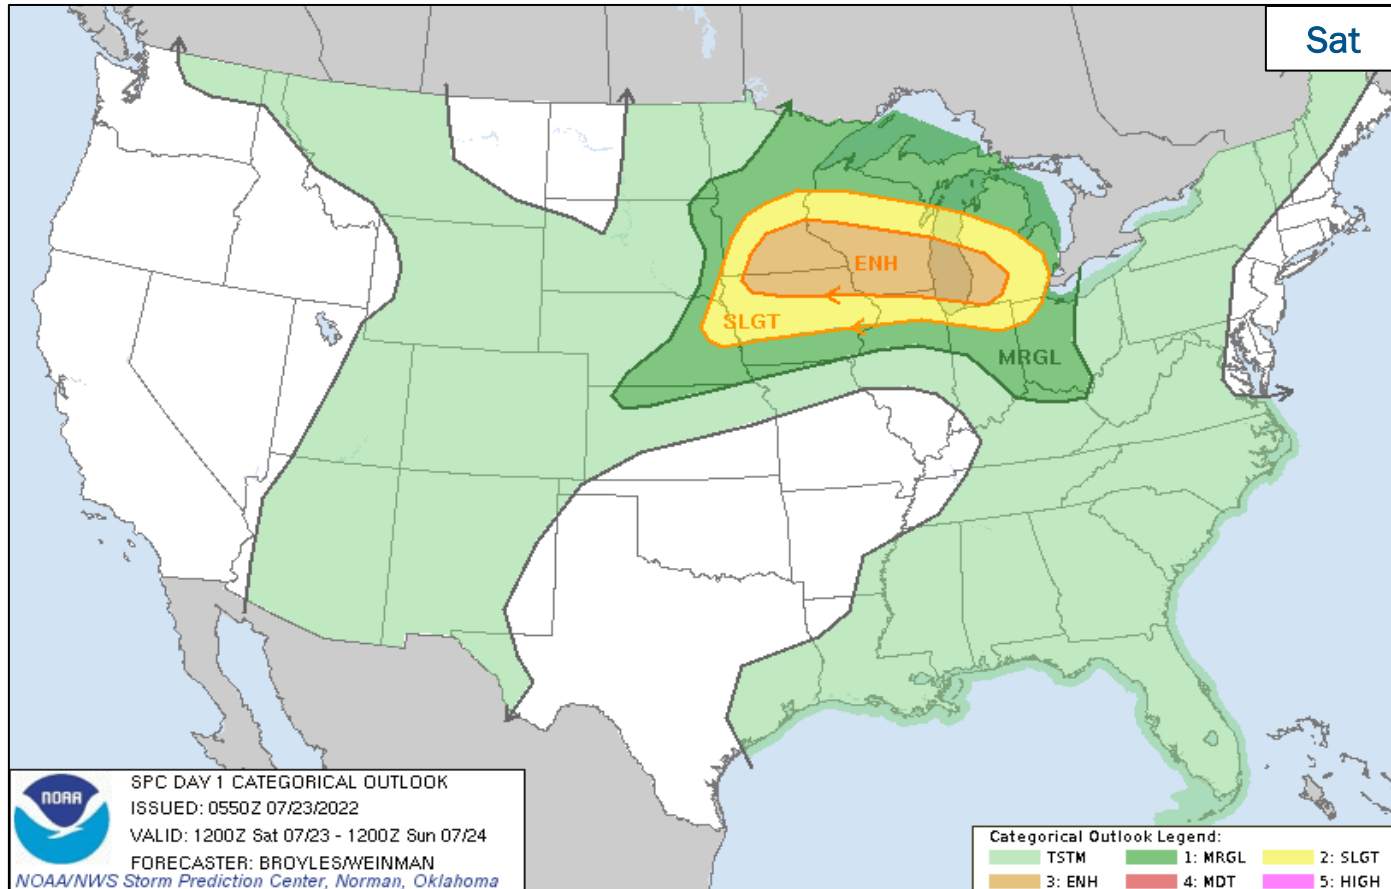 Sat
ENH
SLGT
MRGL
NOAA
SPC DAY 1 CATEGORICAL OUTLOOK
ISSUED: 0550Z 07/23/2022
VALID: 1200Z Sat 07/23 - 1200Z Sun 07/24
FORECASTER: BROYLES/WEINMAN
NOAA/NWS Storm Prediction Center, Norman, Oklahoma
Categorical Outlook Legend:
TSTM 1: MRGL 2: SLGT
3: ENH 4: MDT 5: HIGH